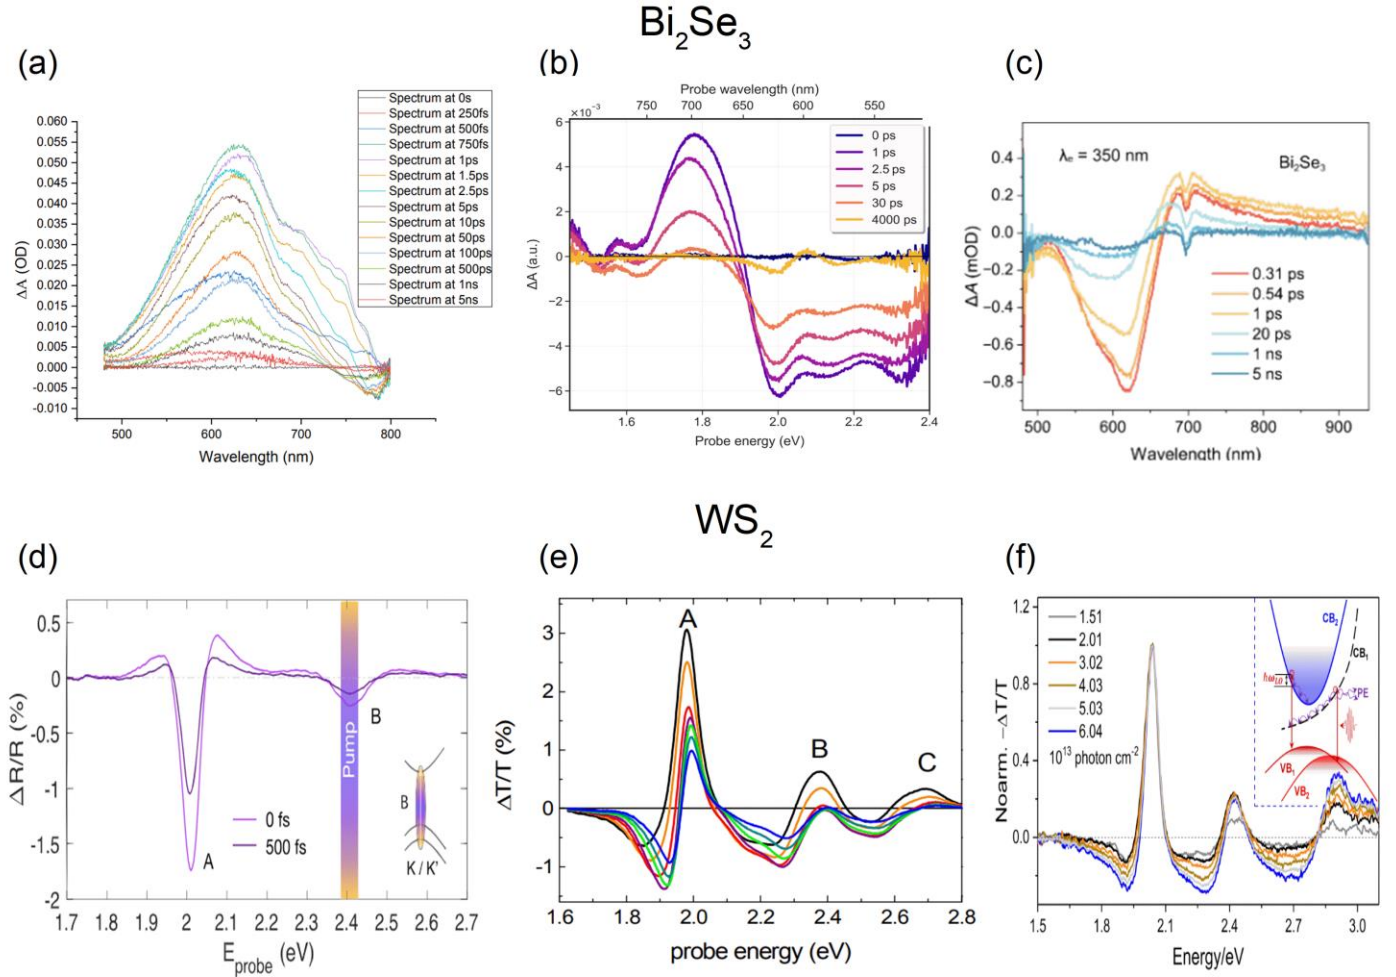 Bi₂Se₃
(a)
Spectrum at 0s
Spectrum at 250fs
Spectrum at 500fs
Spectrum at 750fs
Spectrum at 1ps
Spectrum at 1.5ps
Spectrum at 2.5ps
Spectrum at 5ps
Spectrum at 10ps
Spectrum at 50ps
Spectrum at 100ps
Spectrum at 500ps
Spectrum at 1ns
Spectrum at 5ns
0.060
0.055
0.050
0.045
0.040
0.035
0.030
0.025
0.020
0.015
0.010
0.005
0.000
-0.005
-0.010
ΔA (OD)
500 600 700 800
Wavelength (nm)
(b)
Probe wavelength (nm)
750 700 650 600 550
×10⁻³
6
4
2
0
−2
−4
−6
ΔA (a.u.)
0 ps
1 ps
2.5 ps
5 ps
30 ps
4000 ps
1.6 1.8 2.0 2.2 2.4
Probe energy (eV)
(c)
λₑ = 350 nm
Bi₂Se₃
0.4
0.2
0.0
−0.2
−0.4
−0.6
−0.8
ΔA (mOD)
0.31 ps
0.54 ps
1 ps
20 ps
1 ns
5 ns
500 600 700 800 900
Wavelength (nm)
WS₂
(d)
0.5
0
-0.5
-1
-1.5
-2
ΔR/R (%)
Pump
B
A
0 fs
500 fs
B
K / K'
1.7 1.8 1.9 2 2.1 2.2 2.3 2.4 2.5 2.6 2.7
E_probe (eV)
(e)
3
2
1
0
-1
ΔT/T (%)
A
B
C
1.6 1.8 2.0 2.2 2.4 2.6 2.8
probe energy (eV)
(f)
1.2
0.8
0.4
0.0
Noarm. −ΔT/T
1.51
2.01
3.02
4.03
5.03
6.04
10¹³ photon cm⁻²
CB₂
CB₁
ħω_LO
PE
VB₁
VB₂
1.5 1.8 2.1 2.4 2.7 3.0
Energy/eV